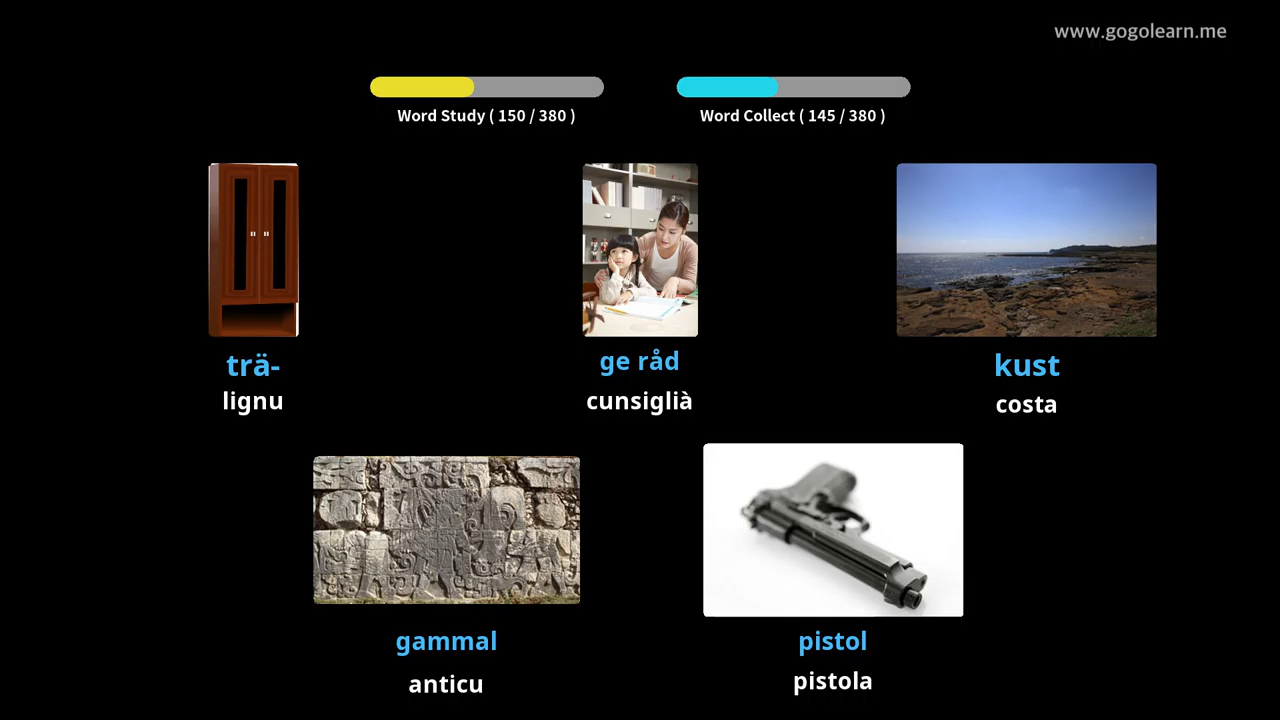 www.gogolearn.me
Word Study ( 150 / 380 )
Word Collect ( 145 / 380 )
trä-
lignu
ge råd
cunsiglià
kust
costa
gammal
anticu
pistol
pistola